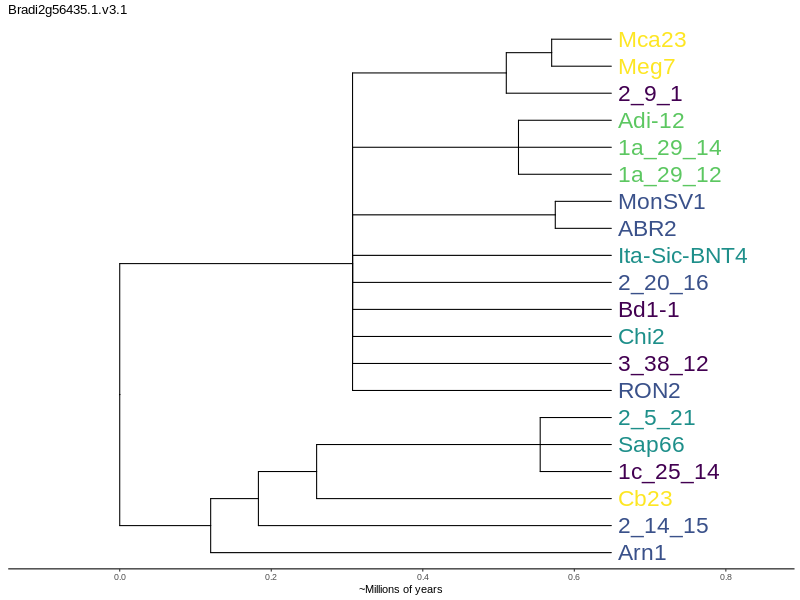 Bradi2g56435.1.v3.1
Mca23
Meg7
2_9_1
Adi-12
1a_29_14
1a_29_12
MonSV1
ABR2
Ita-Sic-BNT4
2_20_16
Bd1-1
Chi2
3_38_12
RON2
2_5_21
Sap66
1c_25_14
Cb23
2_14_15
Arn1
0.0 0.2 0.4 0.6 0.8
~Millions of years